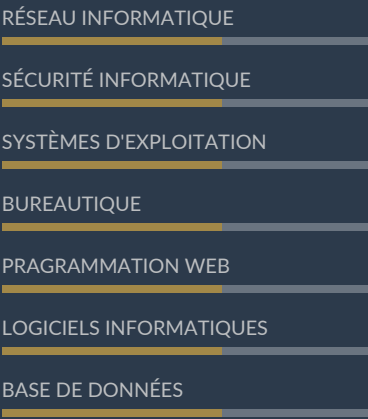 RÉSEAU INFORMATIQUE
SÉCURITÉ INFORMATIQUE
SYSTÈMES D'EXPLOITATION
BUREAUTIQUE
PRAGRAMMATION WEB
LOGICIELS INFORMATIQUES
BASE DE DONNÉES